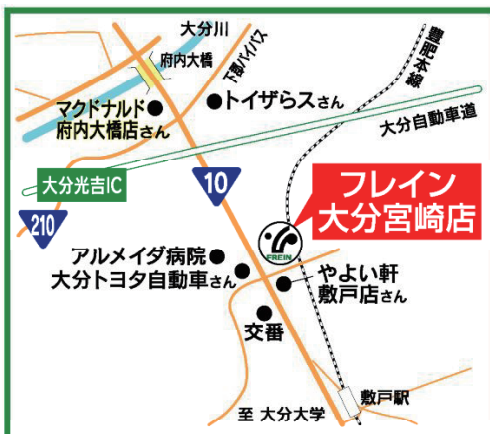 大分川
府内大橋
下郡バイパス
豊肥本線
マクドナルド
府内大橋店さん
トイザらスさん
大分自動車道
大分光吉IC
10
210
フレイン
大分宮崎店
FREIN
アルメイダ病院
大分トヨタ自動車さん
やよい軒
敷戸店さん
交番
敷戸駅
至 大分大学